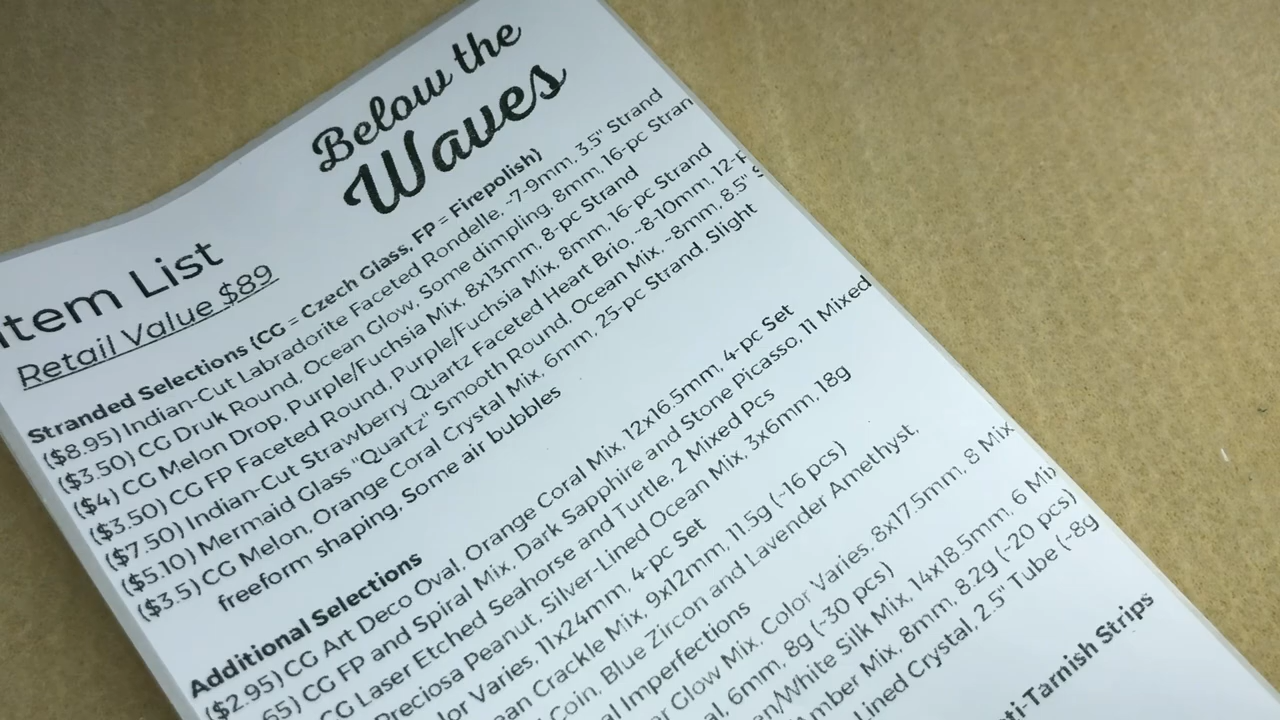 Below the
Waves
Item List
Retail Value $89
Stranded Selections (CG = Czech Glass, FP = Firepolish)
($8.95) Indian-Cut Labradorite Faceted Rondelle, ~7-9mm, 3.5" Strand
($3.50) CG Druk Round, Ocean Glow, Some dimpling, 8mm, 16-pc Stran
($4) CG Melon Drop, Purple/Fuchsia Mix, 8x13mm, 8-pc Strand
($3.50) CG FP Faceted Round, Purple/Fuchsia Mix, 8mm, 16-pc Strand
($7.50) Indian-Cut Strawberry Quartz Faceted Heart Brio, ~8-10mm, 12-p
($5.10) Mermaid Glass "Quartz" Smooth Round, Ocean Mix, ~8mm, 8.5" S
($3.5) CG Melon, Orange Coral Crystal Mix, 6mm, 25-pc Strand, Slight
freeform shaping, Some air bubbles
Additional Selections
($2.95) CG Art Deco Oval, Orange Coral Mix, 12x16.5mm, 4-pc Set
65) CG FP and Spiral Mix, Dark Sapphire and Stone Picasso, 11 Mixed
CG Laser Etched Seahorse and Turtle, 2 Mixed Pcs
Preciosa Peanut, Silver-Lined Ocean Mix, 3x6mm, 18g
lor Varies, 11x24mm, 4-pc Set
ean Crackle Mix, 9x12mm, 11.5g (~16 pcs)
Coin, Blue Zircon and Lavender Amethyst,
al Imperfections
r Glow Mix, Color Varies, 8x17.5mm, 8 Mix
al, 6mm, 8g (~30 pcs)
en/White Silk Mix, 14x18.5mm, 6 Mix
Amber Mix, 8mm, 8.2g (~20 pcs)
Lined Crystal, 2.5" Tube (~8g
ti-Tarnish Strips